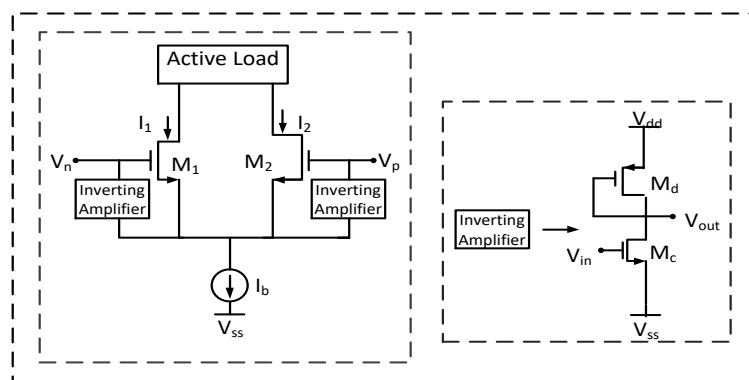 Active Load
I1
I2
Vn
M1
M2
Vp
Inverting
Amplifier
Inverting
Amplifier
Ib
Vss
Inverting
Amplifier
Vdd
Md
Vout
Vin
Mc
Vss